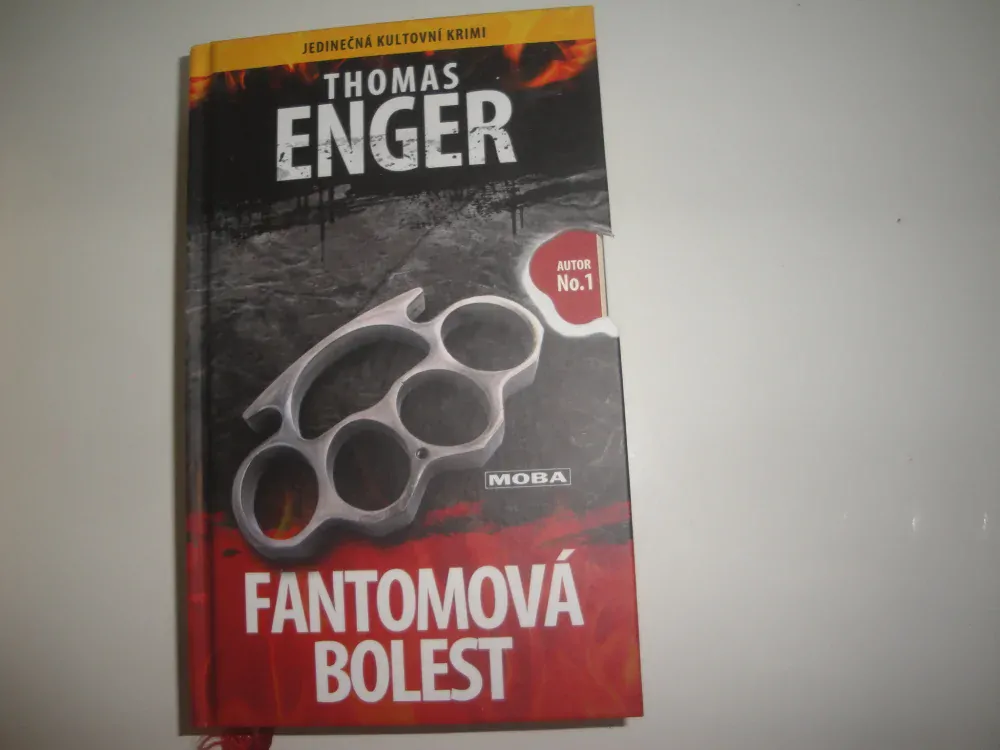 JEDINEČNÁ KULTOVNÍ KRIMI
THOMAS
ENGER
AUTOR
No.1
MOBA
FANTOMOVÁ
BOLEST